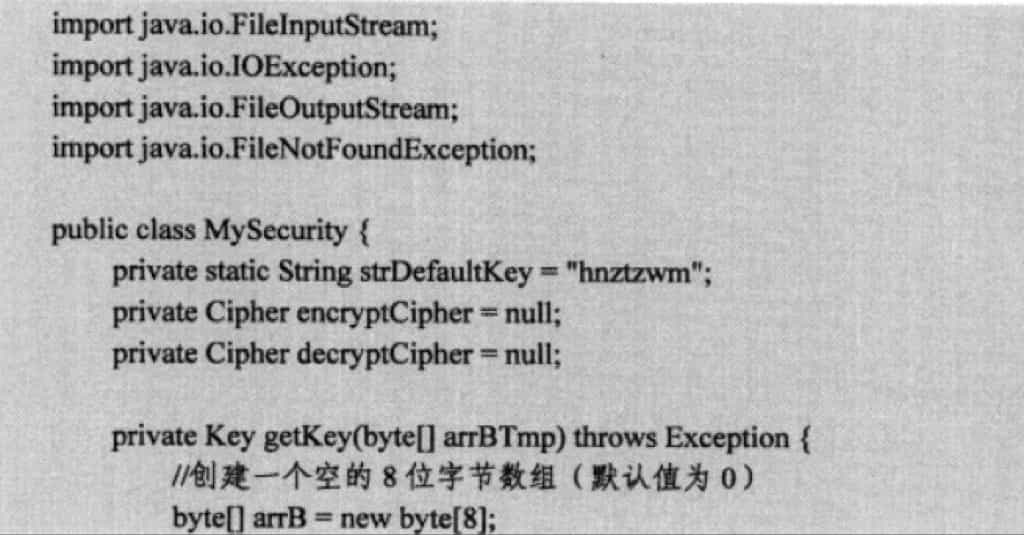 import java.io.FileInputStream;
import java.io.IOException;
import java.io.FileOutputStream;
import java.io.FileNotFoundException;
public class MySecurity {
private static String strDefaultKey = "hnztzwm";
private Cipher encryptCipher = null;
private Cipher decryptCipher = null;
private Key getKey(byte[] arrBTmp) throws Exception {
//创建一个空的 8 位字节数组（默认值为 0）
byte[] arrB = new byte[8];